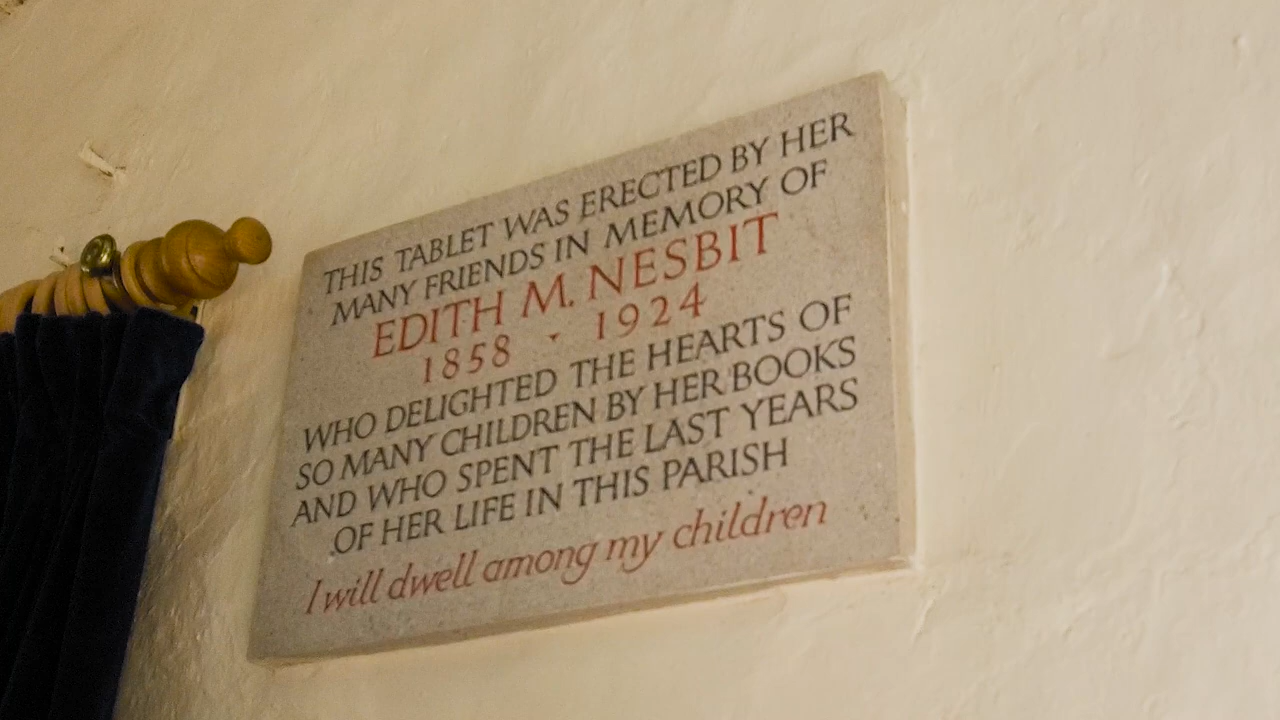 THIS TABLET WAS ERECTED BY HER
MANY FRIENDS IN MEMORY OF
EDITH M. NESBIT
1858 · 1924
WHO DELIGHTED THE HEARTS OF
SO MANY CHILDREN BY HER BOOKS
AND WHO SPENT THE LAST YEARS
OF HER LIFE IN THIS PARISH
I will dwell among my children